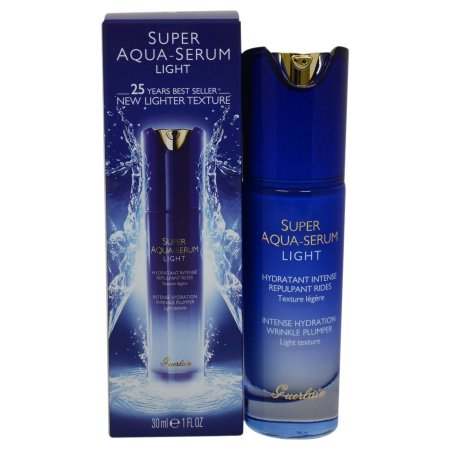 SUPER
AQUA-SERUM
LIGHT
25 YEARS BEST SELLER
NEW LIGHTER TEXTURE
SUPER
AQUA-SERUM
LIGHT
HYDRATANT INTENSE
REPULPANT RIDES
Texture légère
INTENSE HYDRATION
WRINKLE PLUMPER
Light texture
Guerlain
30 ml e 1 FL OZ
SUPER
AQUA-SERUM
LIGHT
HYDRATANT INTENSE
REPULPANT RIDES
Texture légère
INTENSE HYDRATION
WRINKLE PLUMPER
Light texture
Guerlain